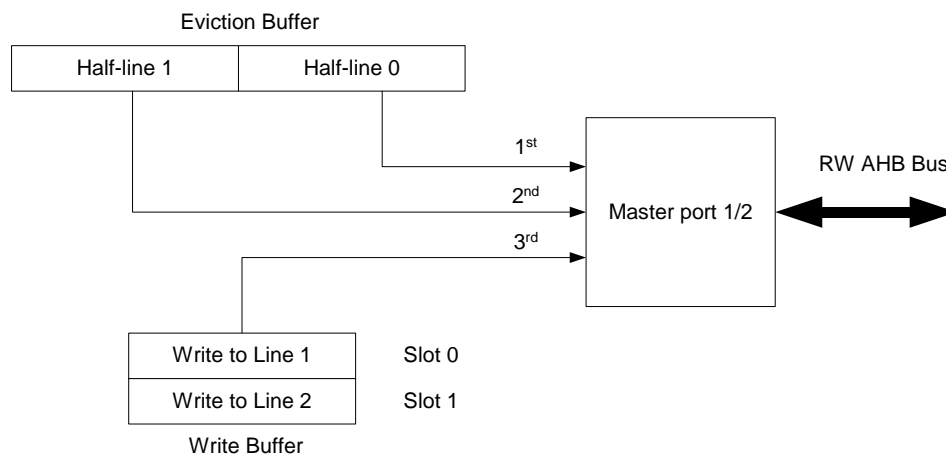 Eviction Buffer
Half-line 1 Half-line 0
1st
RW AHB Bus
2nd
Master port 1/2
3rd
Write to Line 1 Slot 0
Write to Line 2 Slot 1
Write Buffer